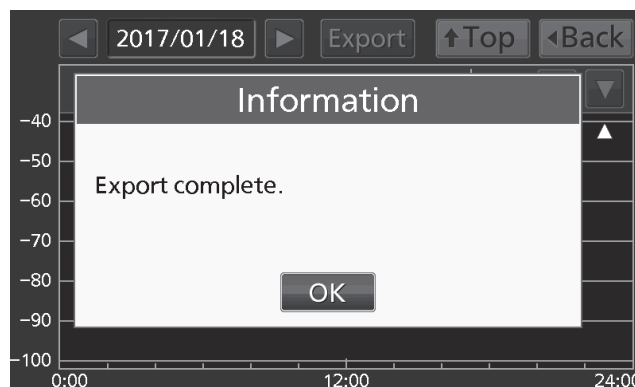 2017/01/18 Export ↑Top ◂Back
Information
Export complete.
OK
−40
−50
−60
−70
−80
−90
−100
0:00 12:00 24:00